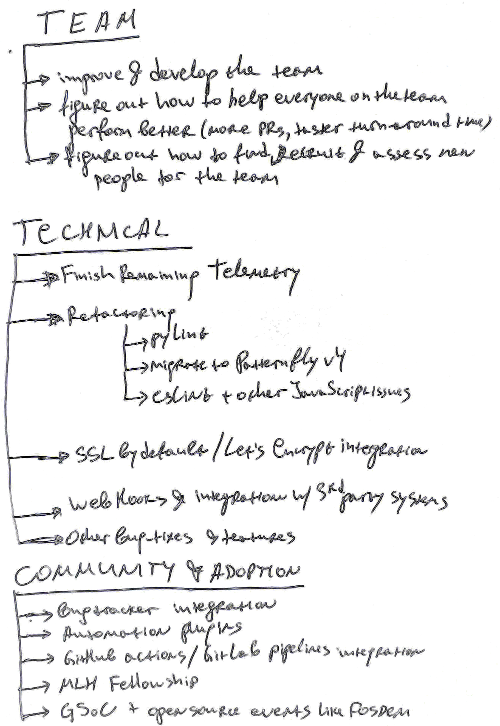 TEAM
improve & develop the team
figure out how to help everyone on the team
perform better (more PRs, faster turn-around time)
figure out how to find, recruit & assess new
people for the team
TECHNICAL
Finish Remaining Telemetry
Refactoring
pylint
migrate to Patternfly v4
eslint + other JavaScript issues
SSL by default / Let's Encrypt integration
WebHooks & integration w/ 3rd party systems
Other bug-fixes & features
COMMUNITY & ADOPTION
Bugtracker integration
Automation plugins
GitHub actions / GitLab pipelines integration
MLH Fellowship
GSoC + opensource events like FOSDEM